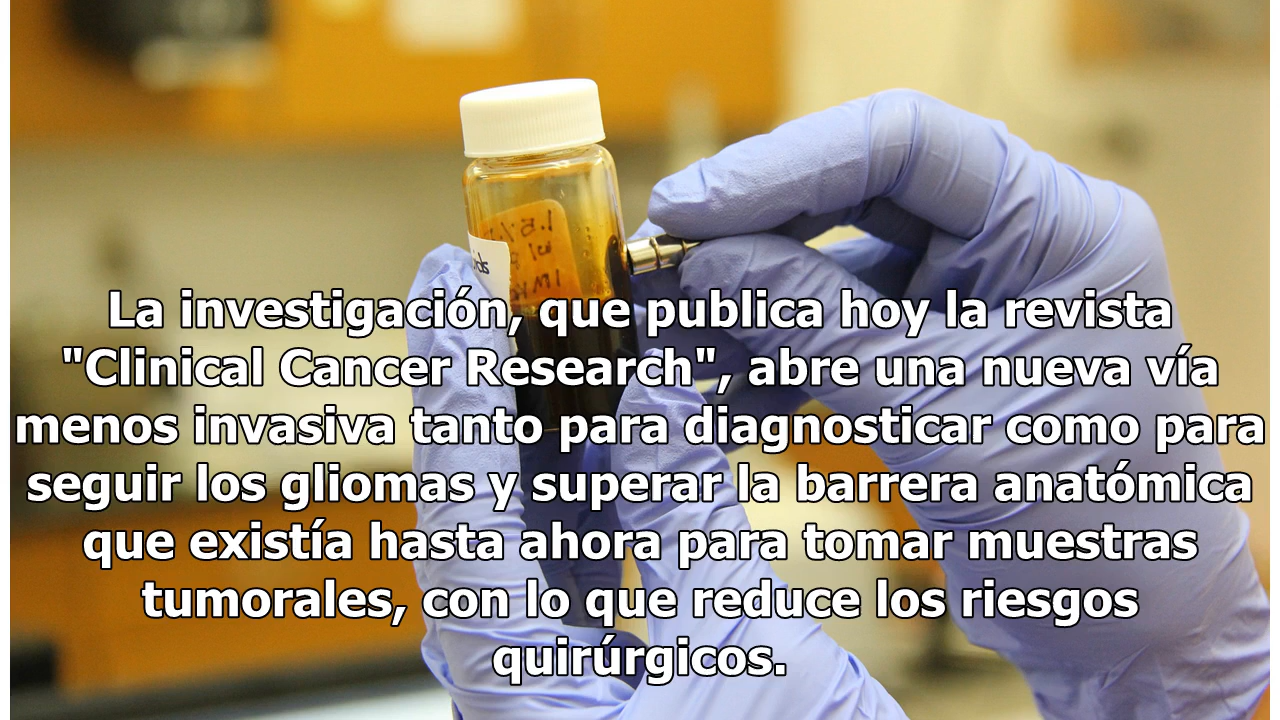 La investigación, que publica hoy la revista
"Clinical Cancer Research", abre una nueva vía
menos invasiva tanto para diagnosticar como para
seguir los gliomas y superar la barrera anatómica
que existía hasta ahora para tomar muestras
tumorales, con lo que reduce los riesgos
quirúrgicos.